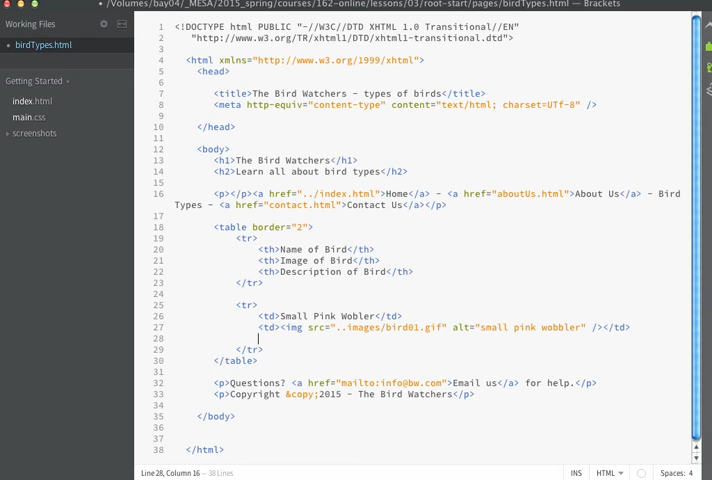 /Volumes/bay04/_MESA/2015_spring/courses/162-online/lessons/03/root-start/pages/birdTypes.html — Brackets
Working Files
birdTypes.html
Getting Started
index.html
main.css
screenshots
1 <!DOCTYPE html PUBLIC "-//W3C//DTD XHTML 1.0 Transitional//EN"
2 "http://www.w3.org/TR/xhtml1/DTD/xhtml1-transitional.dtd">
3
4 <html xmlns="http://www.w3.org/1999/xhtml">
5 <head>
6
7 <title>The Bird Watchers - types of birds</title>
8 <meta http-equiv="content-type" content="text/html; charset=UTf-8" />
9
10 </head>
11
12 <body>
13 <h1>The Bird Watchers</h1>
14 <h2>Learn all about bird types</h2>
15
16 <p></p><a href="../index.html">Home</a> - <a href="aboutUs.html">About Us</a> - Bird
Types - <a href="contact.html">Contact Us</a></p>
17
18 <table border="2">
19 <tr>
20 <th>Name of Bird</th>
21 <th>Image of Bird</th>
22 <th>Description of Bird</th>
23 </tr>
24
25 <tr>
26 <td>Small Pink Wobler</td>
27 <td><img src="..images/bird01.gif" alt="small pink wobbler" /></td>
28
29 </tr>
30 </table>
31
32 <p>Questions? <a href="mailto:info@bw.com">Email us</a> for help.</p>
33 <p>Copyright &copy;2015 - The Bird Watchers</p>
34
35 </body>
36
37
38 </html>
Line 28, Column 16 — 38 Lines
INS
HTML
Spaces: 4